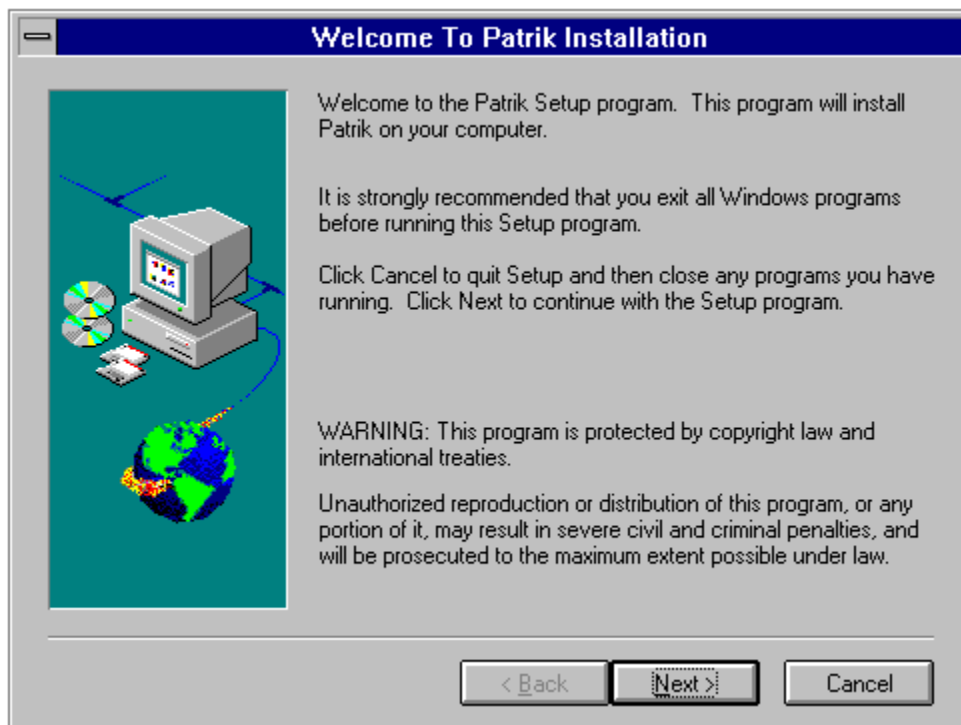 Welcome To Patrik Installation
Welcome to the Patrik Setup program.  This program will install
Patrik on your computer.
It is strongly recommended that you exit all Windows programs
before running this Setup program.
Click Cancel to quit Setup and then close any programs you have
running.  Click Next to continue with the Setup program.
WARNING: This program is protected by copyright law and
international treaties.
Unauthorized reproduction or distribution of this program, or any
portion of it, may result in severe civil and criminal penalties, and
will be prosecuted to the maximum extent possible under law.
< Back
Next >
Cancel